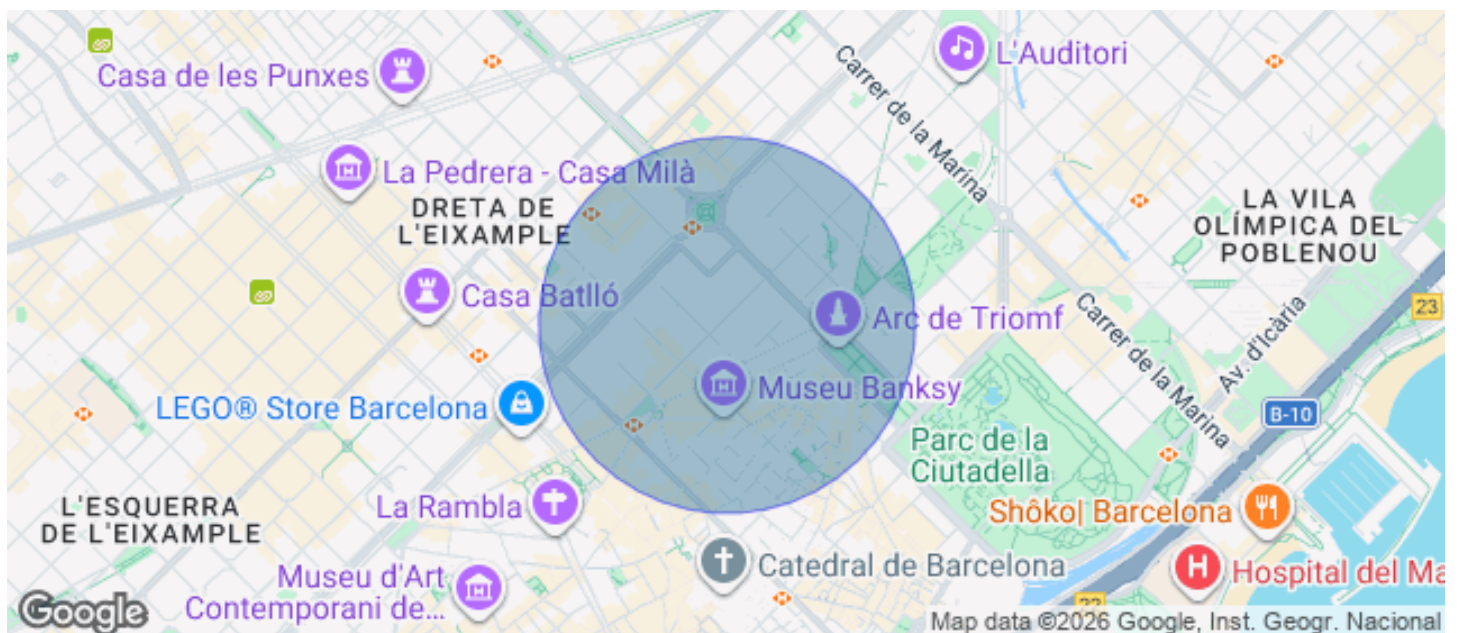 Casa de les Punxes
L'Auditori
Carrer de la Marina
La Pedrera - Casa Milà
DRETA DE
L'EIXAMPLE
LA VILA
OLÍMPICA DEL
POBLENOU
Casa Batlló
Arc de Triomf
23
Carrer de la Marina
Av. d'Icària
Museu Banksy
LEGO® Store Barcelona
B-10
Parc de la
Ciutadella
L'ESQUERRA
DE L'EIXAMPLE
La Rambla
Shôko| Barcelona
Catedral de Barcelona
H
Hospital del Ma
Museu d'Art
Contemporani de...
22
Google
Map data ©2026 Google, Inst. Geogr. Nacional